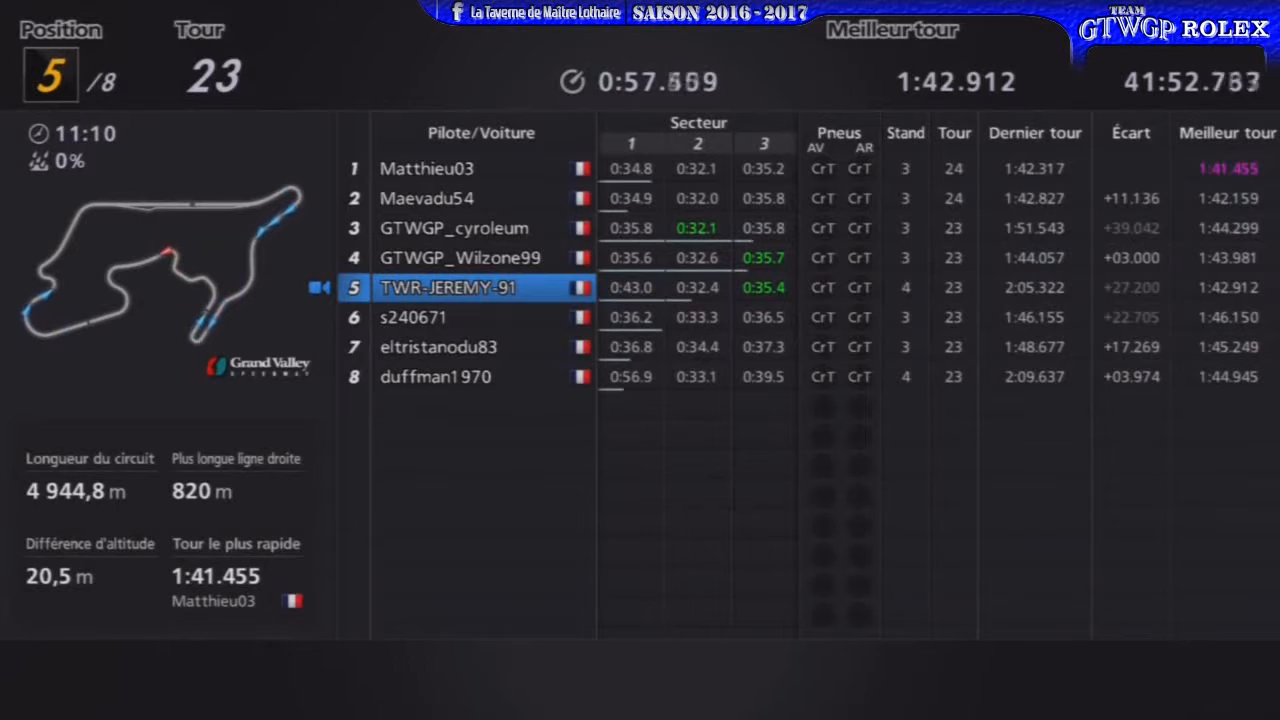 f La Taverne de Maître Lothaire SAISON 2016 - 2017
TEAM
GTWGP ROLEX
Position Tour Meilleur tour
5 /8 23 1:42.912
11:10
0%
Grand Valley
SPEEDWAY
Pilote/Voiture Secteur Pneus Stand Tour Dernier tour Écart Meilleur tour
1 2 3 AV AR
1 Matthieu03 0:34.8 0:32.1 0:35.2 CrT CrT 3 24 1:42.317 1:41.455
2 Maevadu54 0:34.9 0:32.0 0:35.8 CrT CrT 3 24 1:42.827 +11.136 1:42.159
3 GTWGP_cyroleum 0:35.8 0:32.1 0:35.8 CrT CrT 3 23 1:51.543 +39.042 1:44.299
4 GTWGP_Wilzone99 0:35.6 0:32.6 0:35.7 CrT CrT 3 23 1:44.057 +03.000 1:43.981
5 TWR-JEREMY-91 0:43.0 0:32.4 0:35.4 CrT CrT 4 23 2:05.322 +27.200 1:42.912
6 s240671 0:36.2 0:33.3 0:36.5 CrT CrT 3 23 1:46.155 +22.705 1:46.150
7 eltristanodu83 0:36.8 0:34.4 0:37.3 CrT CrT 3 23 1:48.677 +17.269 1:45.249
8 duffman1970 0:56.9 0:33.1 0:39.5 CrT CrT 4 23 2:09.637 +03.974 1:44.945
Longueur du circuit Plus longue ligne droite
4 944,8 m 820 m
Différence d'altitude Tour le plus rapide
20,5 m 1:41.455
Matthieu03